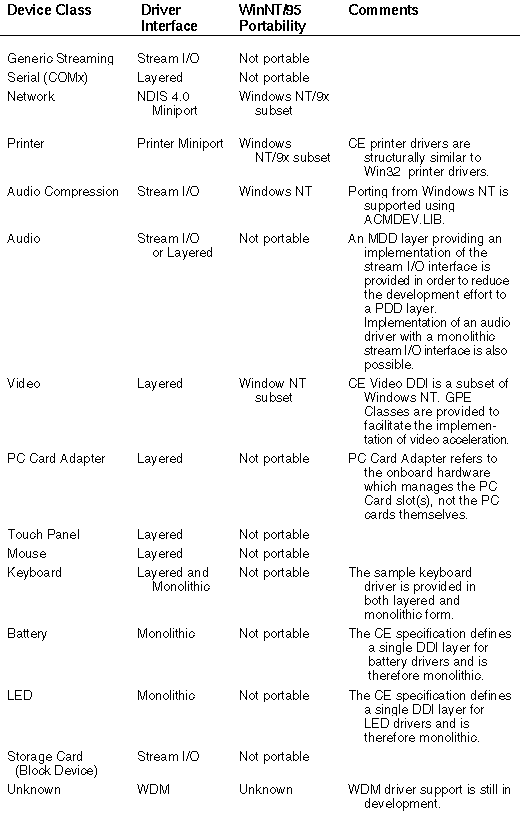 Device Class Driver Interface WinNT/95 Portability Comments
Generic Streaming Stream I/O Not portable
Serial (COMx) Layered Not portable
Network NDIS 4.0 Miniport Windows NT/9x subset
Printer Printer Miniport Windows NT/9x subset CE printer drivers are structurally similar to Win32 printer drivers.
Audio Compression Stream I/O Windows NT Porting from Windows NT is supported using ACMDEV.LIB.
Audio Stream I/O or Layered Not portable An MDD layer providing an implementation of the stream I/O interface is provided in order to reduce the development effort to a PDD layer. Implementation of an audio driver with a monolithic stream I/O interface is also possible.
Video Layered Window NT subset CE Video DDI is a subset of Windows NT. GPE Classes are provided to facilitate the implemen-tation of video acceleration.
PC Card Adapter Layered Not portable PC Card Adapter refers to the onboard hardware which manages the PC Card slot(s), not the PC cards themselves.
Touch Panel Layered Not portable
Mouse Layered Not portable
Keyboard Layered and Monolithic Not portable The sample keyboard driver is provided in both layered and monolithic form.
Battery Monolithic Not portable The CE specification defines a single DDI layer for battery drivers and is therefore monolithic.
LED Monolithic Not portable The CE specification defines a single DDI layer for LED drivers and is therefore monolithic.
Storage Card (Block Device) Stream I/O Not portable
Unknown WDM Unknown WDM driver support is still in development.